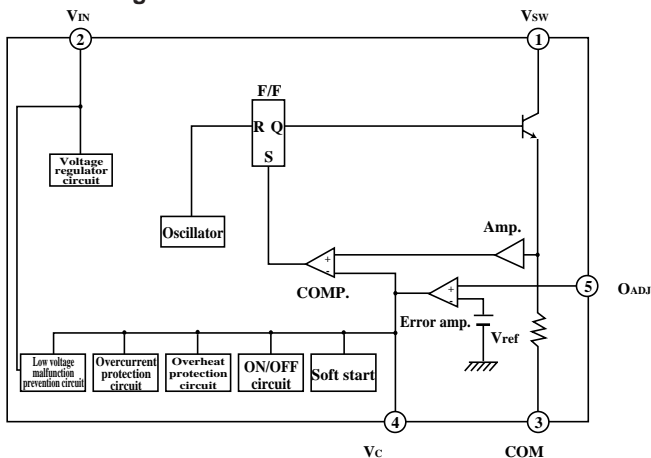 VIN
2
VSW
1
F/F
R Q
S
Voltage
regulator
circuit
Oscillator
Amp.
+
-
COMP.
+
-
Error amp.
Vref
5
OADJ
Low voltage
malfunction
prevention circuit
Overcurrent
protection
circuit
Overheat
protection
circuit
ON/OFF
circuit
Soft start
4
VC
3
COM